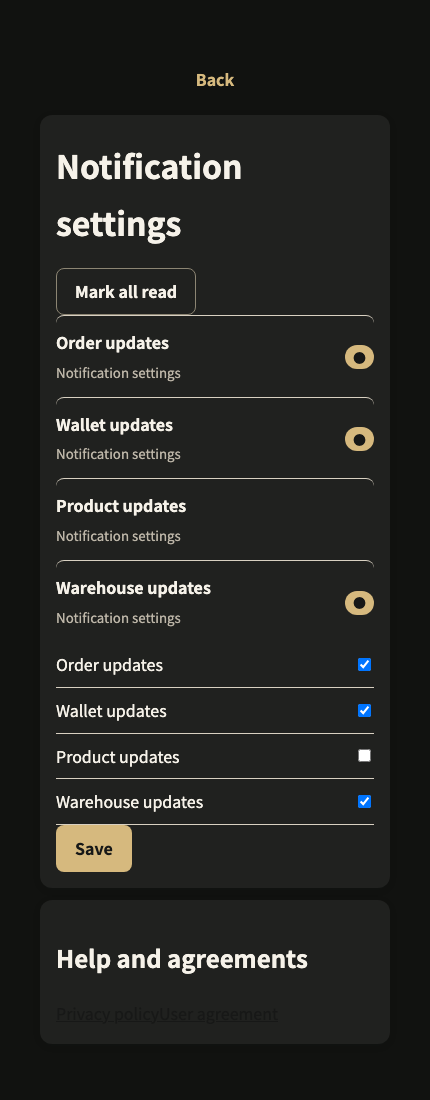 Back
Notification
settings
Mark all read
Order updates
Notification settings
Wallet updates
Notification settings
Product updates
Notification settings
Warehouse updates
Notification settings
Order updates
Wallet updates
Product updates
Warehouse updates
Save
Help and agreements
Privacy policyUser agreement